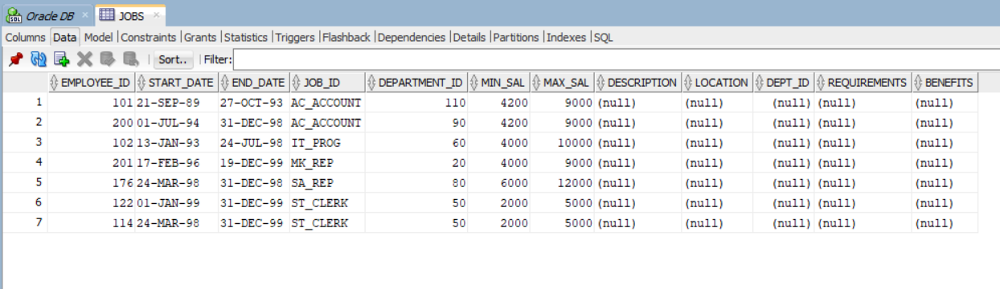 Oracle DB × JOBS ×
Columns Data Model |Constraints |Grants |Statistics |Triggers |Flashback |Dependencies |Details |Partitions |Indexes |SQL
Sort.. Filter:
EMPLOYEE_ID START_DATE END_DATE JOB_ID DEPARTMENT_ID MIN_SAL MAX_SAL DESCRIPTION LOCATION DEPT_ID REQUIREMENTS BENEFITS
1 101 21-SEP-89 27-OCT-93 AC_ACCOUNT 110 4200 9000 (null) (null) (null) (null) (null)
2 200 01-JUL-94 31-DEC-98 AC_ACCOUNT 90 4200 9000 (null) (null) (null) (null) (null)
3 102 13-JAN-93 24-JUL-98 IT_PROG 60 4000 10000 (null) (null) (null) (null) (null)
4 201 17-FEB-96 19-DEC-99 MK_REP 20 4000 9000 (null) (null) (null) (null) (null)
5 176 24-MAR-98 31-DEC-98 SA_REP 80 6000 12000 (null) (null) (null) (null) (null)
6 122 01-JAN-99 31-DEC-99 ST_CLERK 50 2000 5000 (null) (null) (null) (null) (null)
7 114 24-MAR-98 31-DEC-99 ST_CLERK 50 2000 5000 (null) (null) (null) (null) (null)